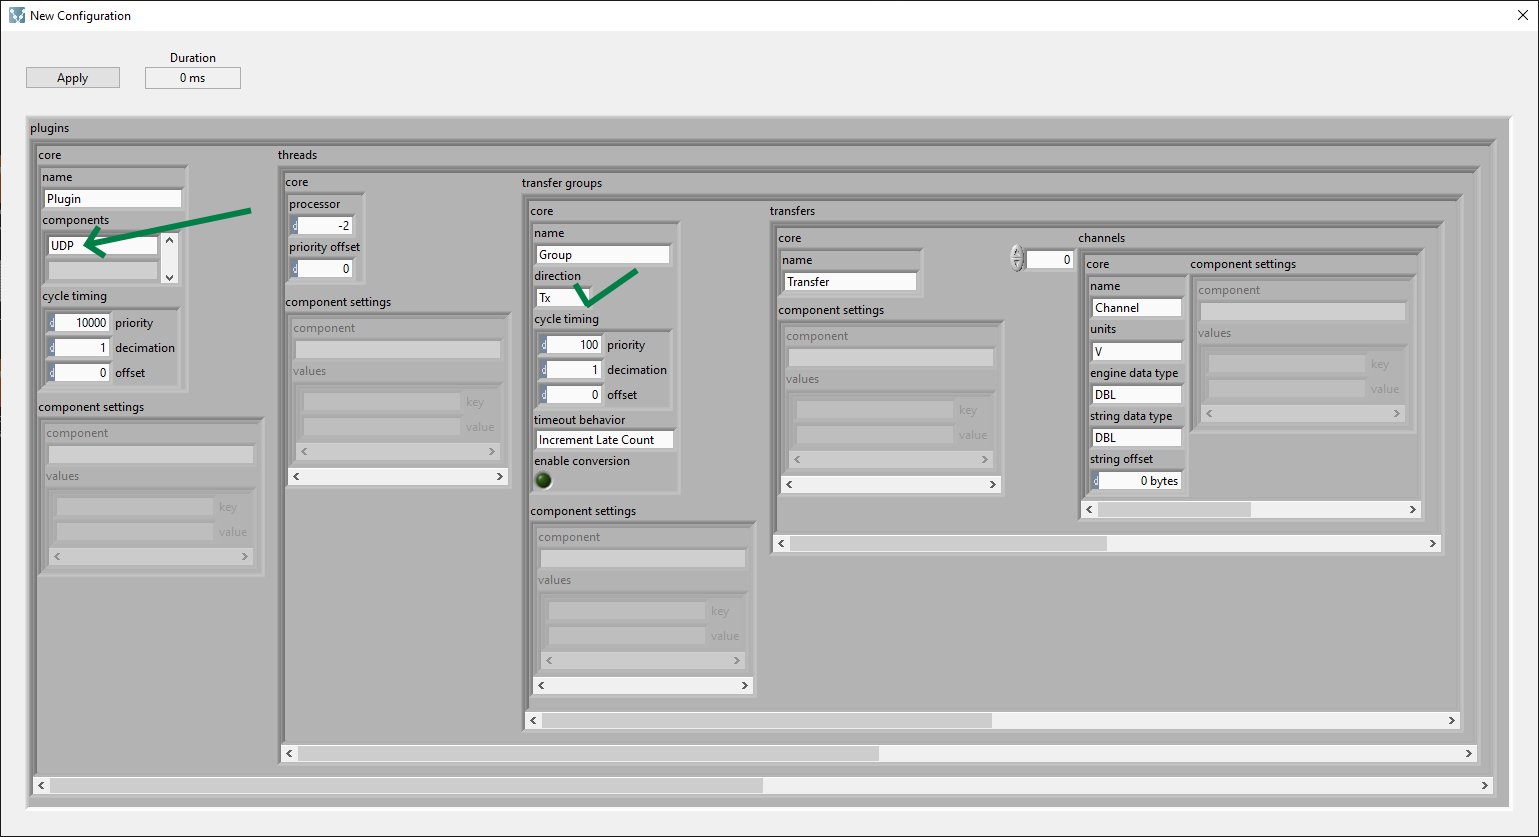 New Configuration
Duration
Apply
0 ms
plugins
core
name
Plugin
components
UDP
cycle timing
10000 priority
1 decimation
0 offset
component settings
component
values
key
value
threads
core
processor
d -2
priority offset
d 0
component settings
component
values
key
value
transfer groups
core
name
Group
direction
Tx
cycle timing
d 100 priority
d 1 decimation
d 0 offset
timeout behavior
Increment Late Count
enable conversion
component settings
component
values
key
value
transfers
core
name
Transfer
component settings
component
values
key
value
0
channels
core
name
Channel
units
V
engine data type
DBL
string data type
DBL
string offset
d 0 bytes
component settings
component
values
key
value